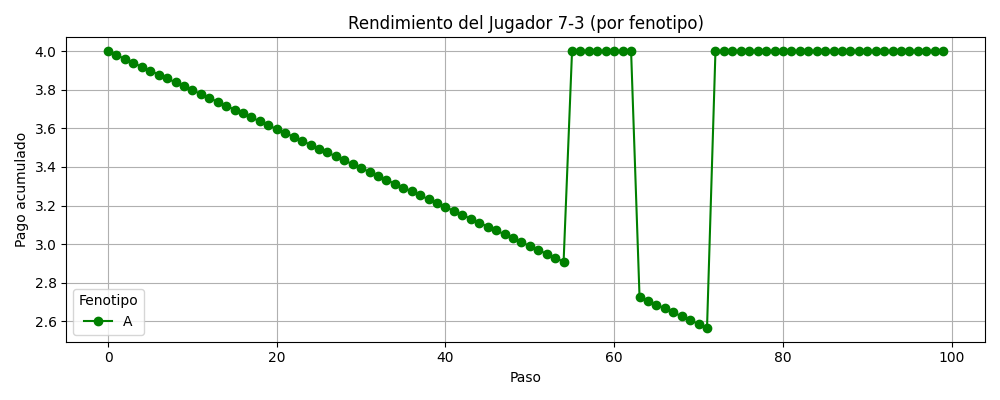 Rendimiento del Jugador 7-3 (por fenotipo)
Pago acumulado
4.0
3.8
3.6
3.4
3.2
3.0
2.8
2.6
Fenotipo
A
0
20
40
60
80
100
Paso